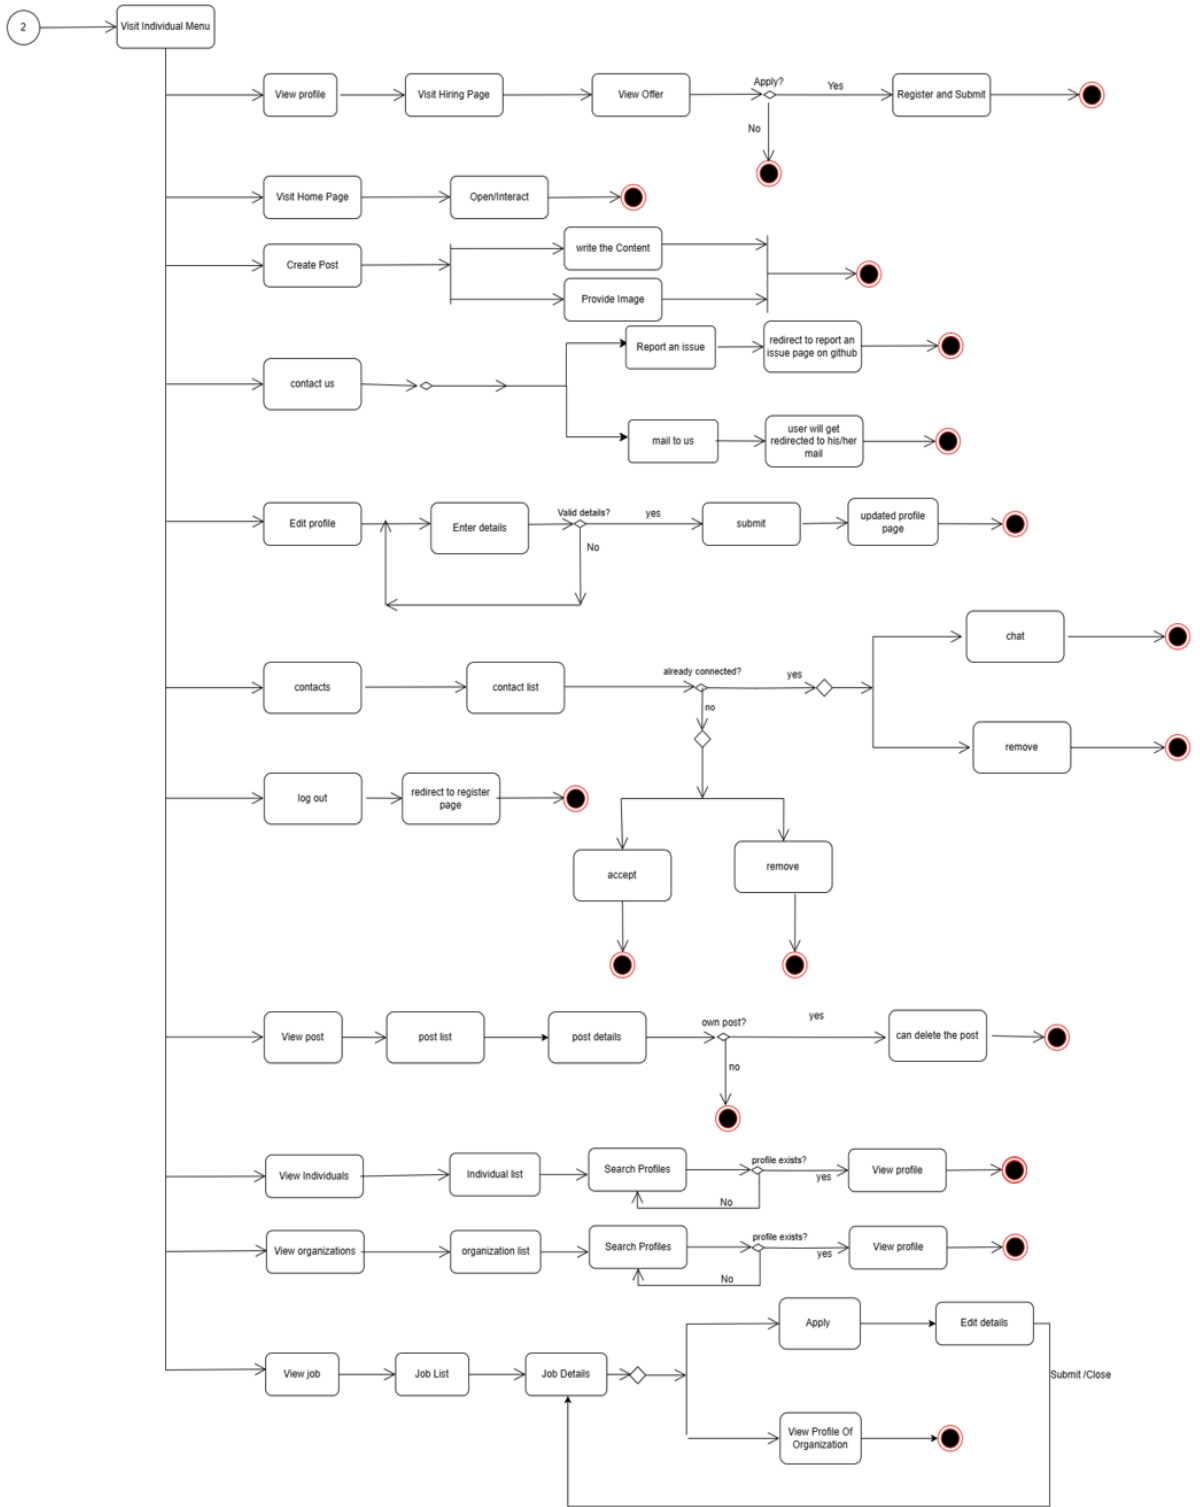 2
Visit Individual Menu
View profile
Visit Hiring Page
View Offer
Apply?
Yes
Register and Submit
No
Visit Home Page
Open/Interact
Create Post
write the Content
Provide Image
contact us
Report an issue
redirect to report an
issue page on github
mail to us
user will get
redirected to his/her
mail
Edit profile
Enter details
Valid details?
yes
No
submit
updated profile
page
contacts
contact list
already connected?
yes
no
chat
remove
log out
redirect to register
page
accept
remove
View post
post list
post details
own post?
yes
can delete the post
no
View Individuals
Individual list
Search Profiles
profile exists?
yes
No
View profile
View organizations
organization list
Search Profiles
profile exists?
yes
No
View profile
View job
Job List
Job Details
Apply
Edit details
Submit /Close
View Profile Of
Organization